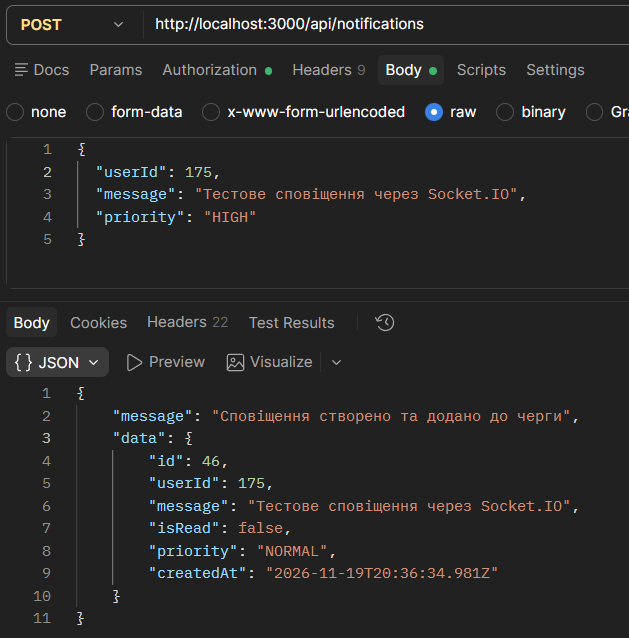 POST http://localhost:3000/api/notifications
Docs Params Authorization Headers 9 Body Scripts Settings
none form-data x-www-form-urlencoded raw binary Gr
1 {
2 "userId": 175,
3 "message": "Тестове сповіщення через Socket.IO",
4 "priority": "HIGH"
5 }
Body Cookies Headers 22 Test Results
{} JSON Preview Visualize
1 {
2 "message": "Сповіщення створено та додано до черги",
3 "data": {
4 "id": 46,
5 "userId": 175,
6 "message": "Тестове сповіщення через Socket.IO",
7 "isRead": false,
8 "priority": "NORMAL",
9 "createdAt": "2026-11-19T20:36:34.981Z"
10 }
11 }